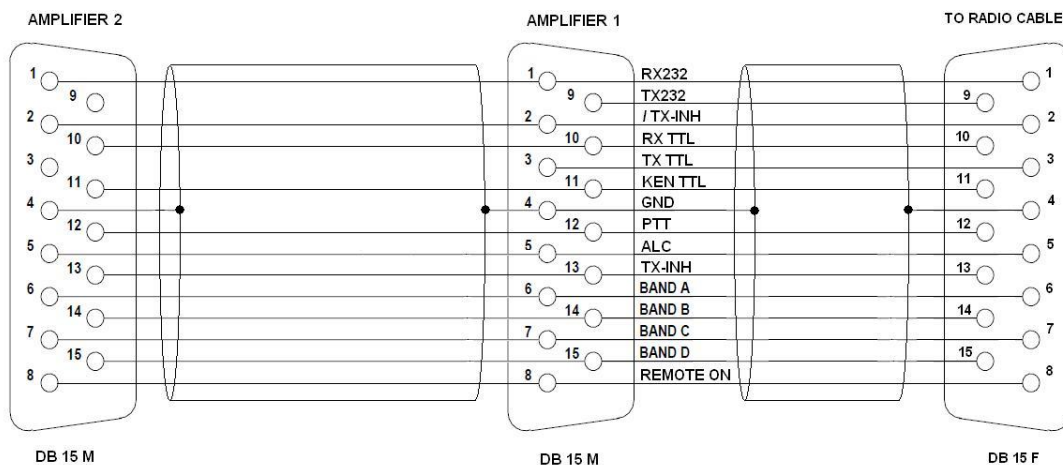 AMPLIFIER 2 AMPLIFIER 1 TO RADIO CABLE
1 1 RX232 1
9 9 TX232 9
2 2 / TX-INH 2
10 10 RX TTL 10
3 3 TX TTL 3
11 11 KEN TTL 11
4 4 GND 4
12 12 PTT 12
5 5 ALC 5
13 13 TX-INH 13
6 6 BAND A 6
14 14 BAND B 14
7 7 BAND C 7
15 15 BAND D 15
8 8 REMOTE ON 8
DB 15 M DB 15 M DB 15 F